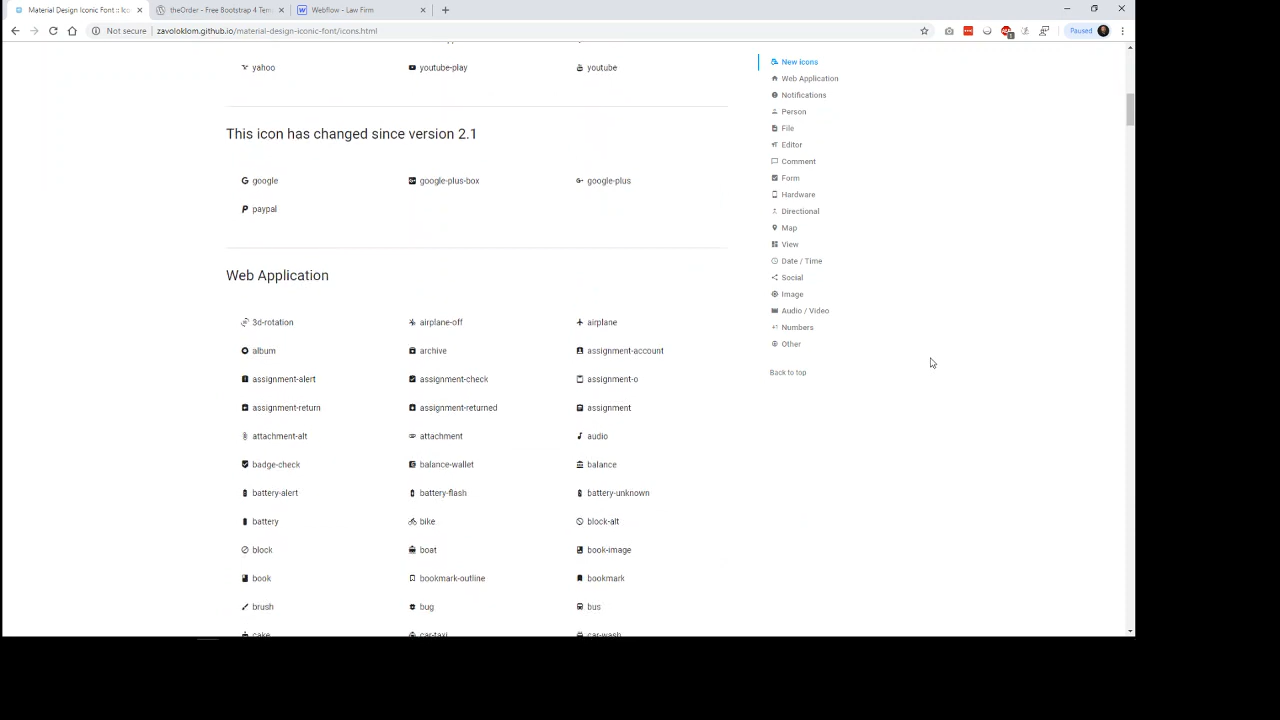 Material Design Iconic Font :: Ico
theOrder – Free Bootstrap 4 Tem
Webflow – Law Firm
Not secure
zavoloklom.github.io/material-design-iconic-font/icons.html
Paused
yahoo
youtube-play
youtube
This icon has changed since version 2.1
google
google-plus-box
google-plus
paypal
Web Application
3d-rotation
airplane-off
airplane
album
archive
assignment-account
assignment-alert
assignment-check
assignment-o
assignment-return
assignment-returned
assignment
attachment-alt
attachment
audio
badge-check
balance-wallet
balance
battery-alert
battery-flash
battery-unknown
battery
bike
block-alt
block
boat
book-image
book
bookmark-outline
bookmark
brush
bug
bus
cake
car-taxi
car-wash
New icons
Web Application
Notifications
Person
File
Editor
Comment
Form
Hardware
Directional
Map
View
Date / Time
Social
Image
Audio / Video
Numbers
Other
Back to top